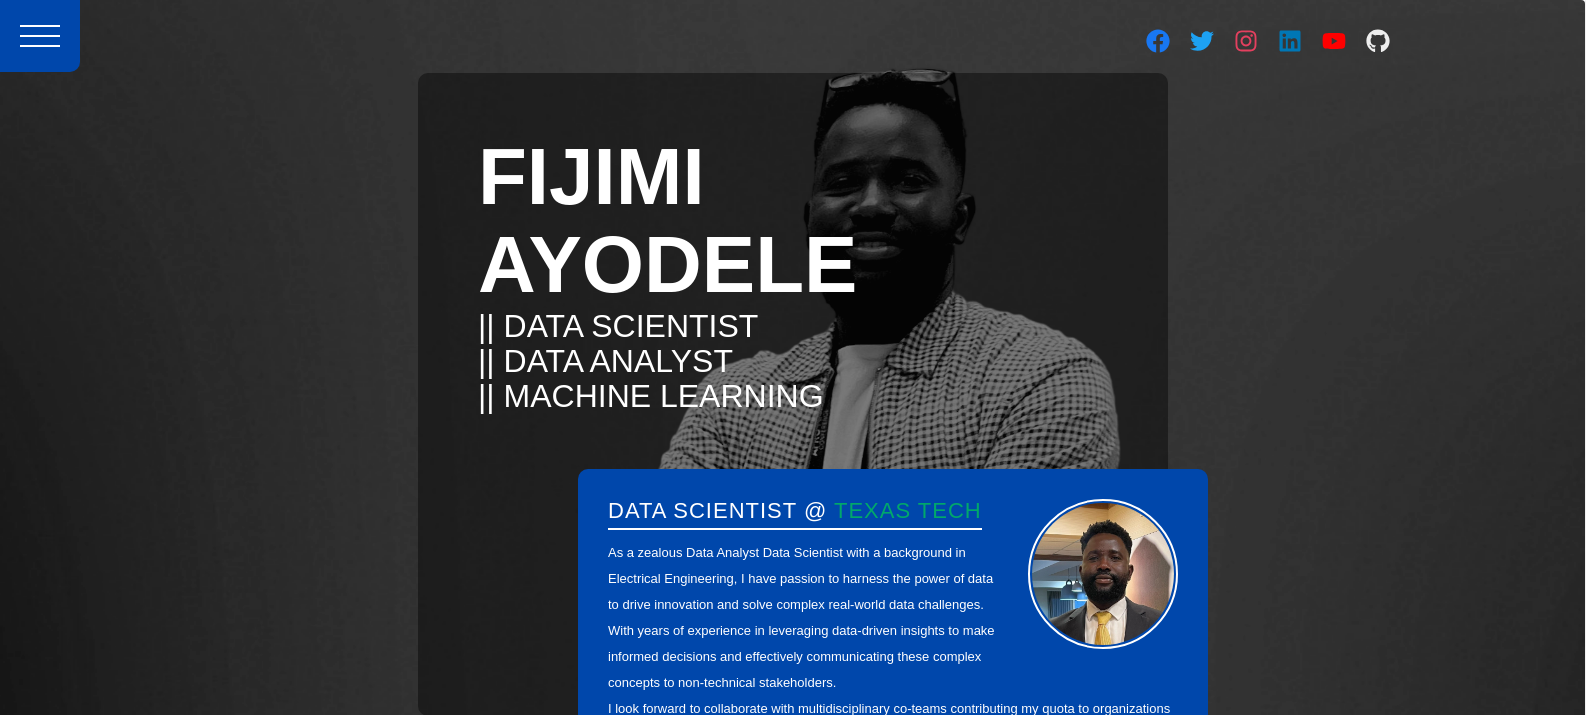 FIJIMI
AYODELE
|| DATA SCIENTIST
|| DATA ANALYST
|| MACHINE LEARNING
DATA SCIENTIST @ TEXAS TECH
As a zealous Data Analyst Data Scientist with a background in
Electrical Engineering, I have passion to harness the power of data
to drive innovation and solve complex real-world data challenges.
With years of experience in leveraging data-driven insights to make
informed decisions and effectively communicating these complex
concepts to non-technical stakeholders.
I look forward to collaborate with multidisciplinary co-teams contributing my quota to organizations